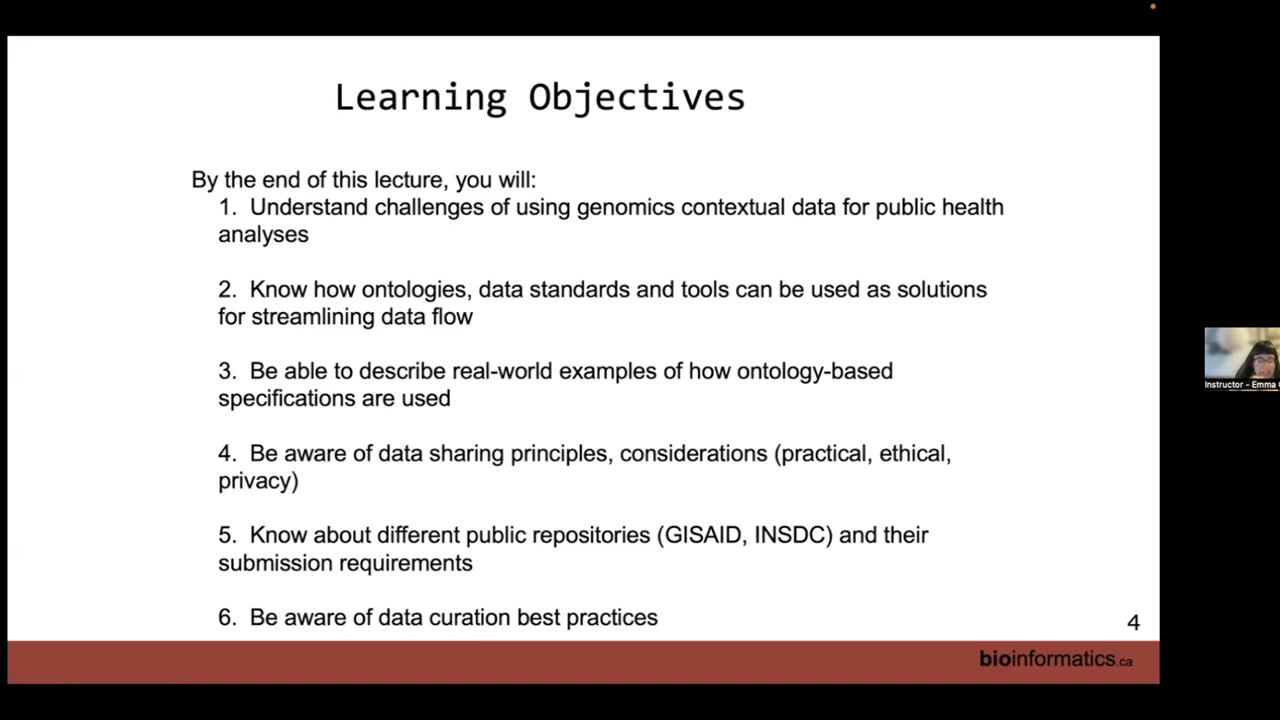 Learning Objectives
By the end of this lecture, you will:
1. Understand challenges of using genomics contextual data for public health
analyses
2. Know how ontologies, data standards and tools can be used as solutions
for streamlining data flow
3. Be able to describe real-world examples of how ontology-based
specifications are used
4. Be aware of data sharing principles, considerations (practical, ethical,
privacy)
5. Know about different public repositories (GISAID, INSDC) and their
submission requirements
6. Be aware of data curation best practices
4
bioinformatics.ca
Instructor - Emma